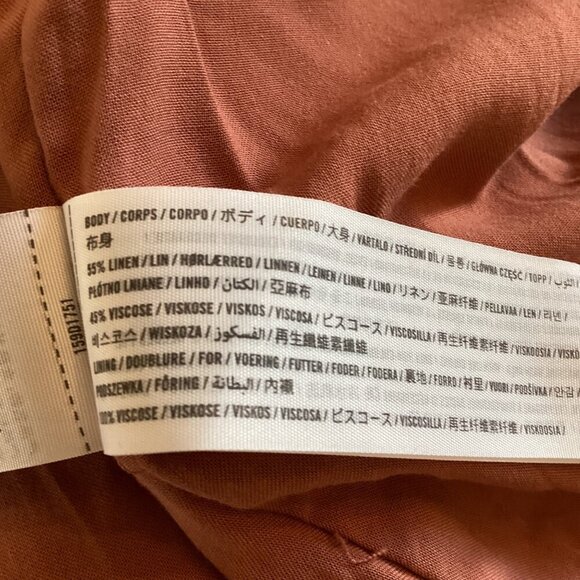 BODY / CORPS / CORPO / ボディ / CUERPO / 大身 / VARTALO / STŘEDNÍ DÍL / 몸통 / GŁÓWNA CZĘŚĆ / TOPP /
布身
55% LINEN / LIN / HØRLÆRRED / LINNEN / LEINEN / LINNE / LINO / リネン / 亚麻纤维 / PELLAVAA / LEN / 리넨 /
PŁÓTNO LNIANE / LINHO / الكتان / 亞麻布
45% VISCOSE / VISKOSE / VISKOS / VISCOSA / ビスコース / VISCOSILLA / 再生纤维素纤维 / VISKOOSIA /
비스코스 / WISKOZA / الفسكوز / 再生纖維素纖維
LINING / DOUBLURE / FOR / VOERING / FUTTER / FODER / FODERA / 裏地 / FORRO / 衬里 / VUORI / PODŠÍVKA / 안감 /
PODSZEWKA / FÖRING / البطانة / 內襯
100% VISCOSE / VISKOSE / VISKOS / VISCOSA / ビスコース / VISCOSILLA / 再生纤维素纤维 / VISKOOSIA /